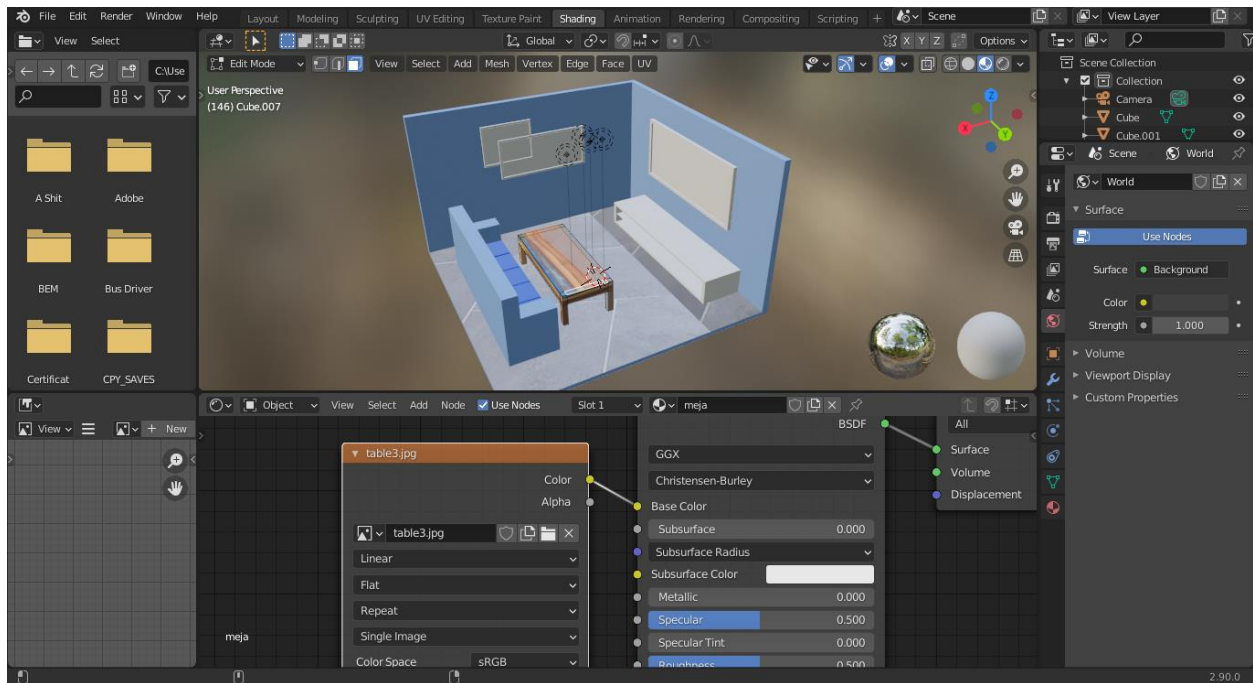 File Edit Render Window Help Layout Modeling Sculpting UV Editing Texture Paint Shading Animation Rendering Compositing Scripting + Scene View Layer
View Select Global X Y Z Options
C:\Use Edit Mode View Select Add Mesh Vertex Edge Face UV
User Perspective
(146) Cube.007
A Shit Adobe
BEM Bus Driver
Certificat CPY_SAVES
Scene Collection
Collection
Camera
Cube
Cube.001
Scene World
World
Surface
Use Nodes
Surface Background
Color
Strength 1.000
Volume
Viewport Display
Custom Properties
Object View Select Add Node Use Nodes Slot 1 meja
View + New
table3.jpg
Color
Alpha
table3.jpg
Linear
Flat
Repeat
Single Image
Color Space sRGB
meja
BSDF
GGX
Christensen-Burley
Base Color
Subsurface 0.000
Subsurface Radius
Subsurface Color
Metallic 0.000
Specular 0.500
Specular Tint 0.000
Roughness 0.500
All
Surface
Volume
Displacement
X
Y
Z
2.90.0